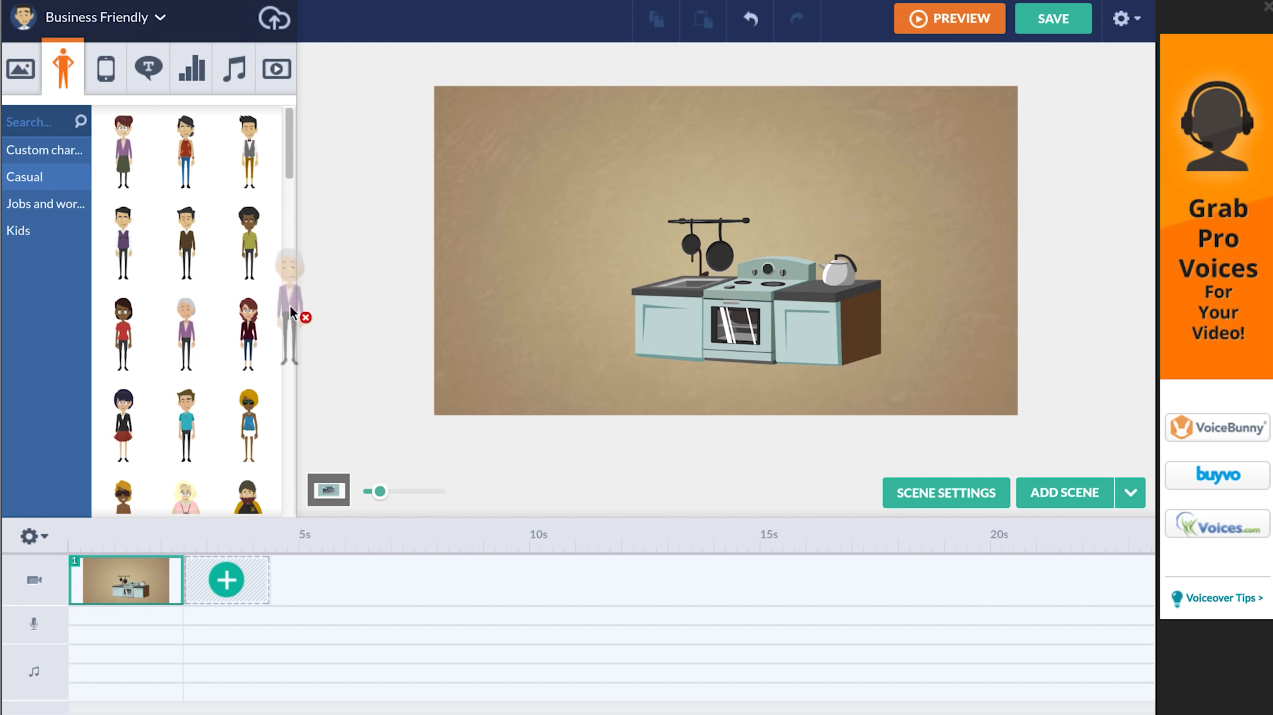 Business Friendly
PREVIEW
SAVE
T
Search...
Custom char...
Casual
Jobs and wor...
Kids
SCENE SETTINGS
ADD SCENE
5s
10s
15s
20s
1
Grab
Pro
Voices
For
Your
Video!
VoiceBunny
buyvo
Voices.com
Voiceover Tips >